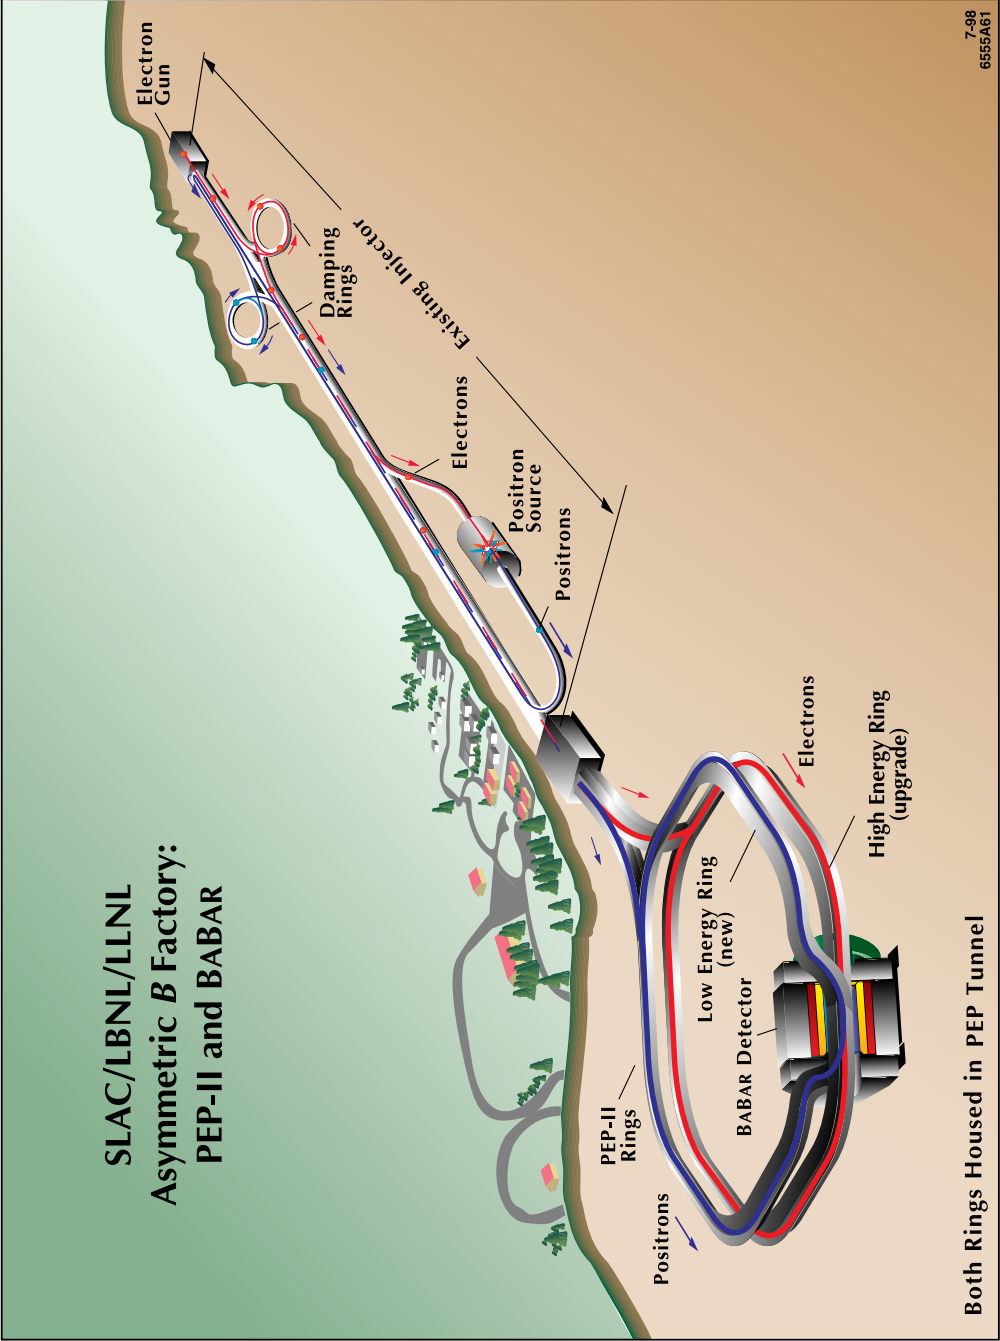 SLAC/LBNL/LLNL
Asymmetric B Factory:
PEP-II and BABAR
Electron
Gun
Damping
Rings
Existing Injector
Electrons
Positron
Source
Positrons
Electrons
High Energy Ring
(upgrade)
Low Energy Ring
(new)
BABAR Detector
PEP-II
Rings
Positrons
Both Rings Housed in PEP Tunnel
7-98
6555A61